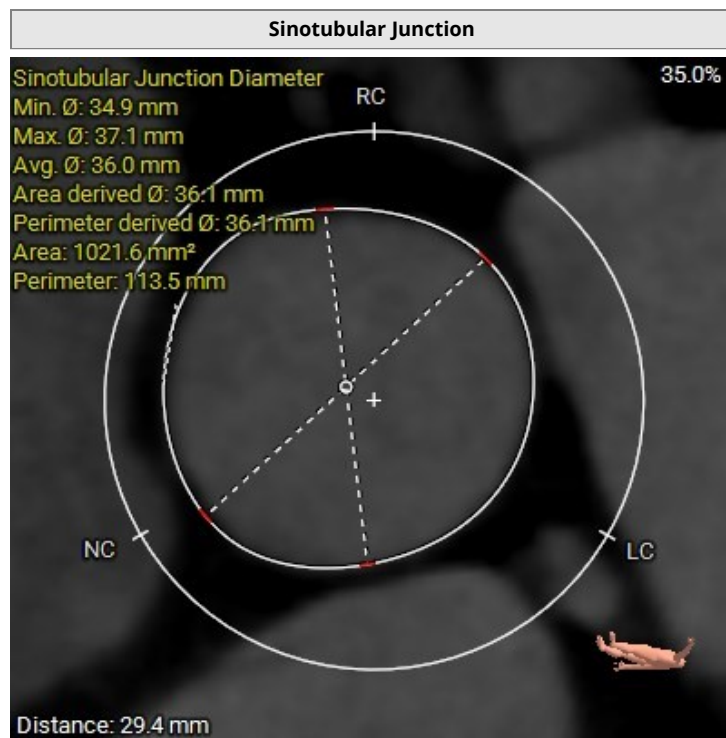 Sinotubular Junction
Sinotubular Junction Diameter
35.0%
Min. Ø: 34.9 mm
RC
Max. Ø: 37.1 mm
Avg. Ø: 36.0 mm
Area derived Ø: 36.1 mm
Perimeter derived Ø: 36.1 mm
Area: 1021.6 mm²
Perimeter: 113.5 mm
NC
LC
Distance: 29.4 mm